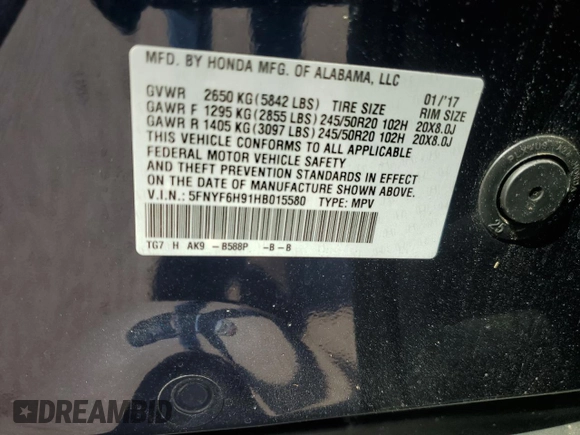 MFD. BY HONDA MFG. OF ALABAMA, LLC
GVWR 2650 KG(5842 LBS) TIRE SIZE 01/'17 RIM SIZE
GAWR F 1295 KG(2855 LBS) 245/50R20 102H 20X8.0J
GAWR R 1405 KG(3097 LBS) 245/50R20 102H 20X8.0J
THIS VEHICLE CONFORMS TO ALL APPLICABLE
FEDERAL MOTOR VEHICLE SAFETY
AND THEFT PREVENTION STANDARDS IN EFFECT
ON THE DATE OF MANUFACTURE SHOWN ABOVE.
V.I.N.: 5FNYF6H91HB015580 TYPE: MPV
TG7 H AK9 -B588P -B-B
25
DREAMBID